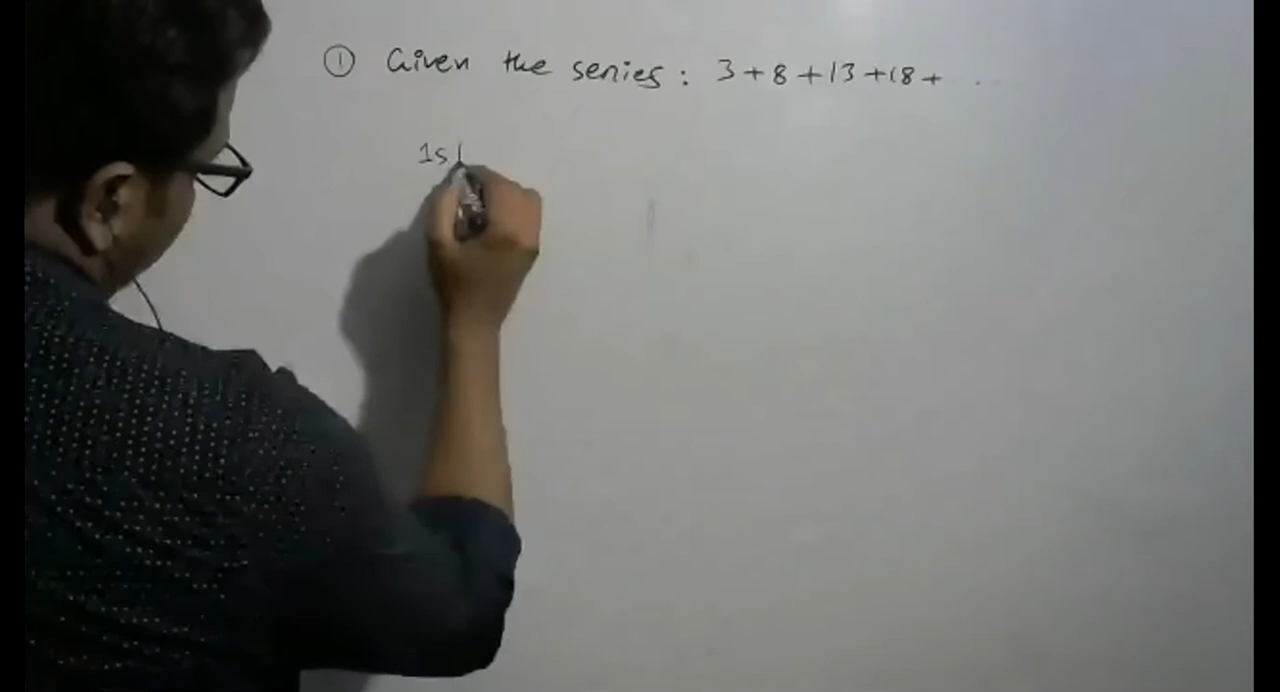 ① Given the series: 3+8+13+18+ ...
1s